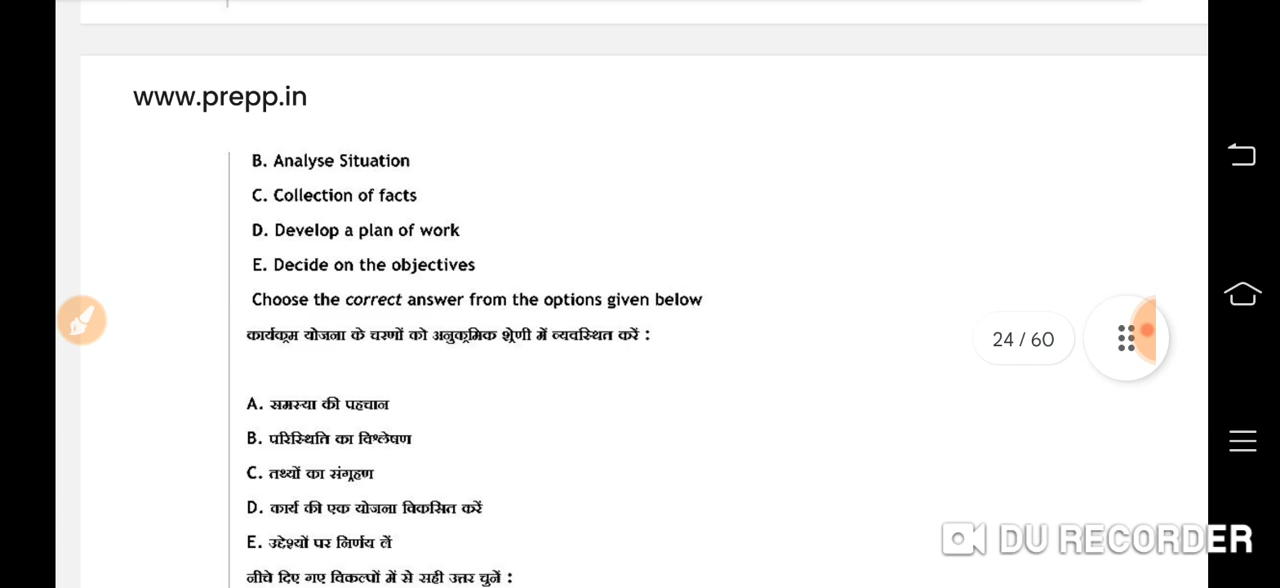 www.prepp.in
B. Analyse Situation
C. Collection of facts
D. Develop a plan of work
E. Decide on the objectives
Choose the correct answer from the options given below
कार्यक्रम योजना के चरणों को अनुक्रमिक श्रेणी में व्यवस्थित करें :
24 / 60
A. समस्या की पहचान
B. परिस्थिति का विश्लेषण
C. तथ्यों का संग्रहण
D. कार्य की एक योजना विकसित करें
E. उद्देश्यों पर निर्णय लें
DU RECORDER
नीचे दिए गए विकल्पों में से सही उत्तर चुनें :